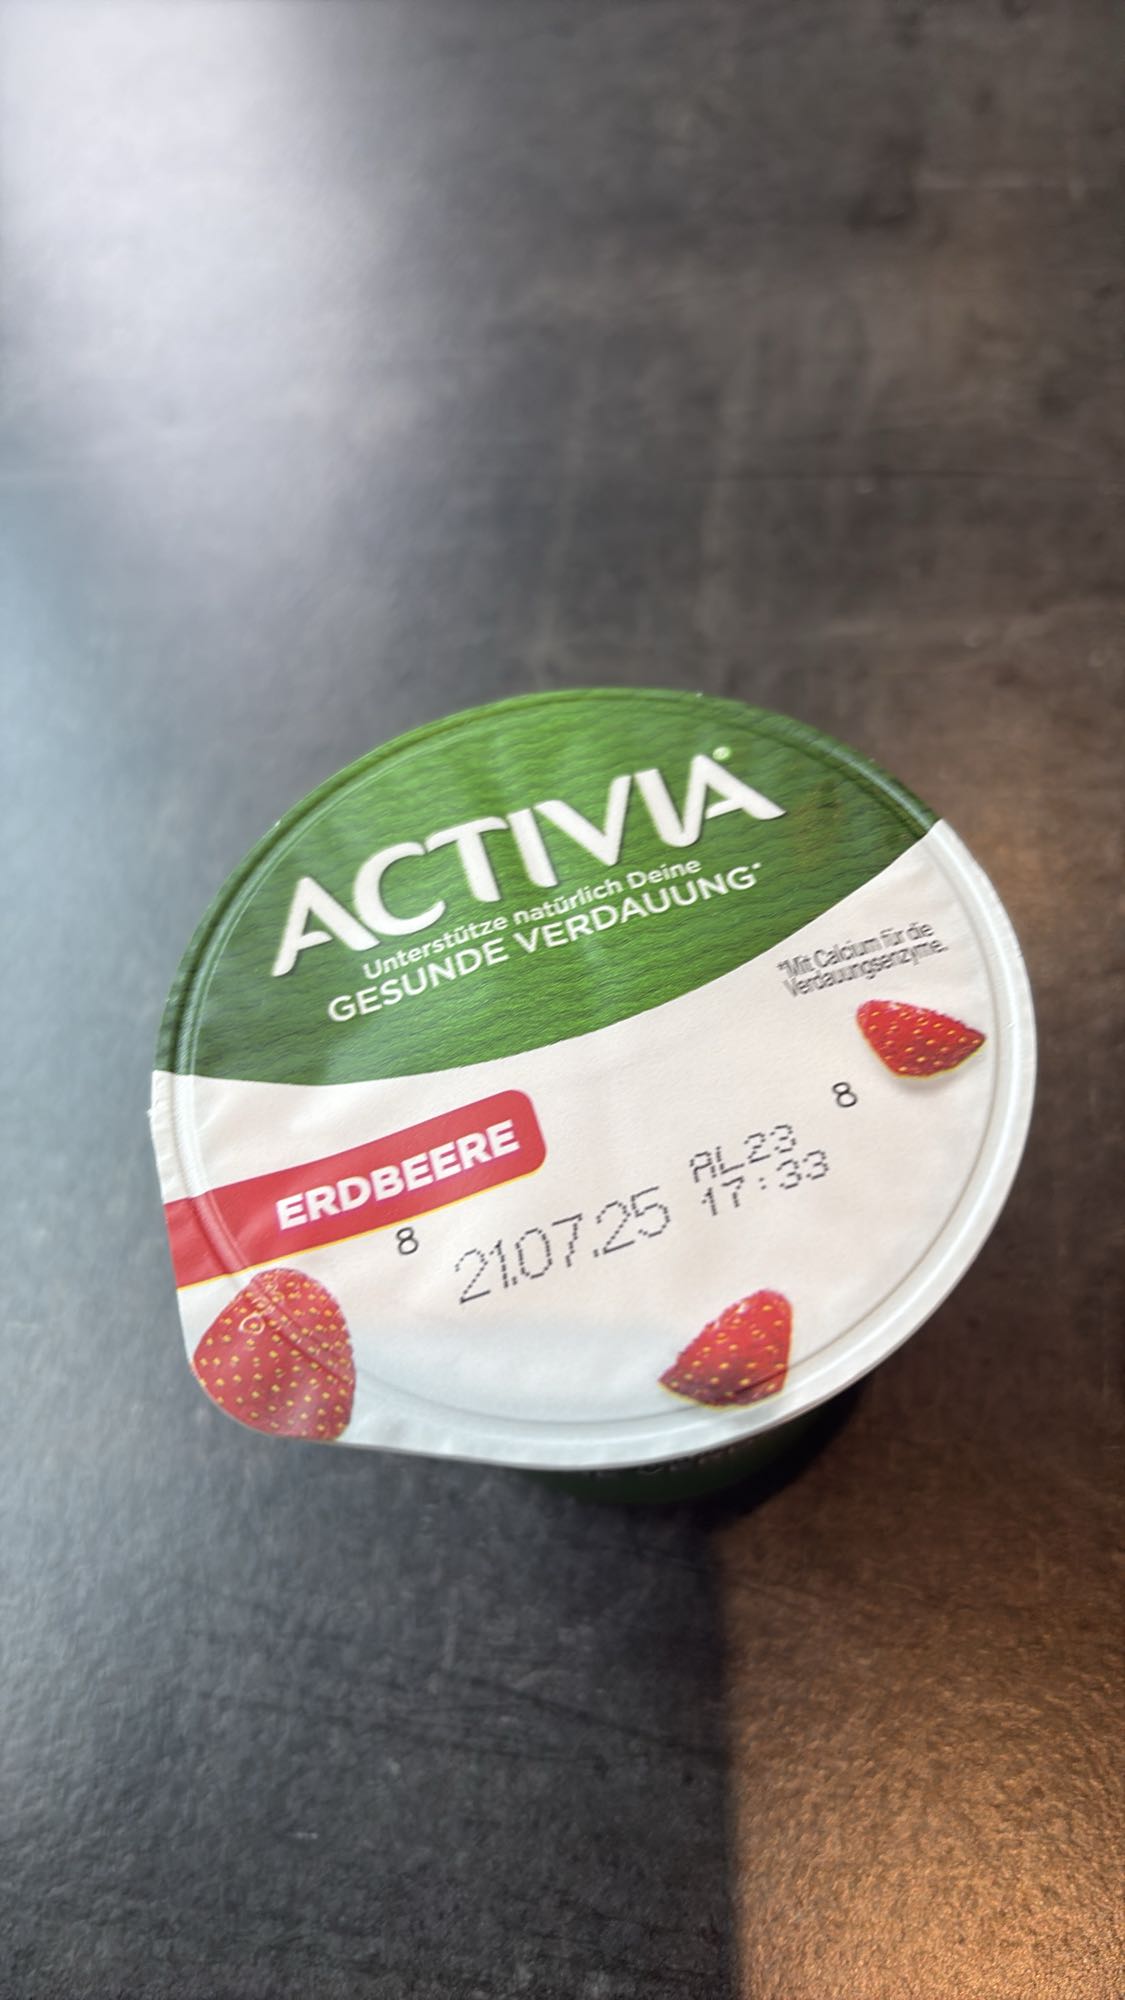 ACTIVIA®
Unterstütze natürlich Deine
GESUNDE VERDAUUNG*
*Mit Calcium für die
Verdauungsenzyme.
ERDBEERE
8
8
21.07.25
AL23
17:33